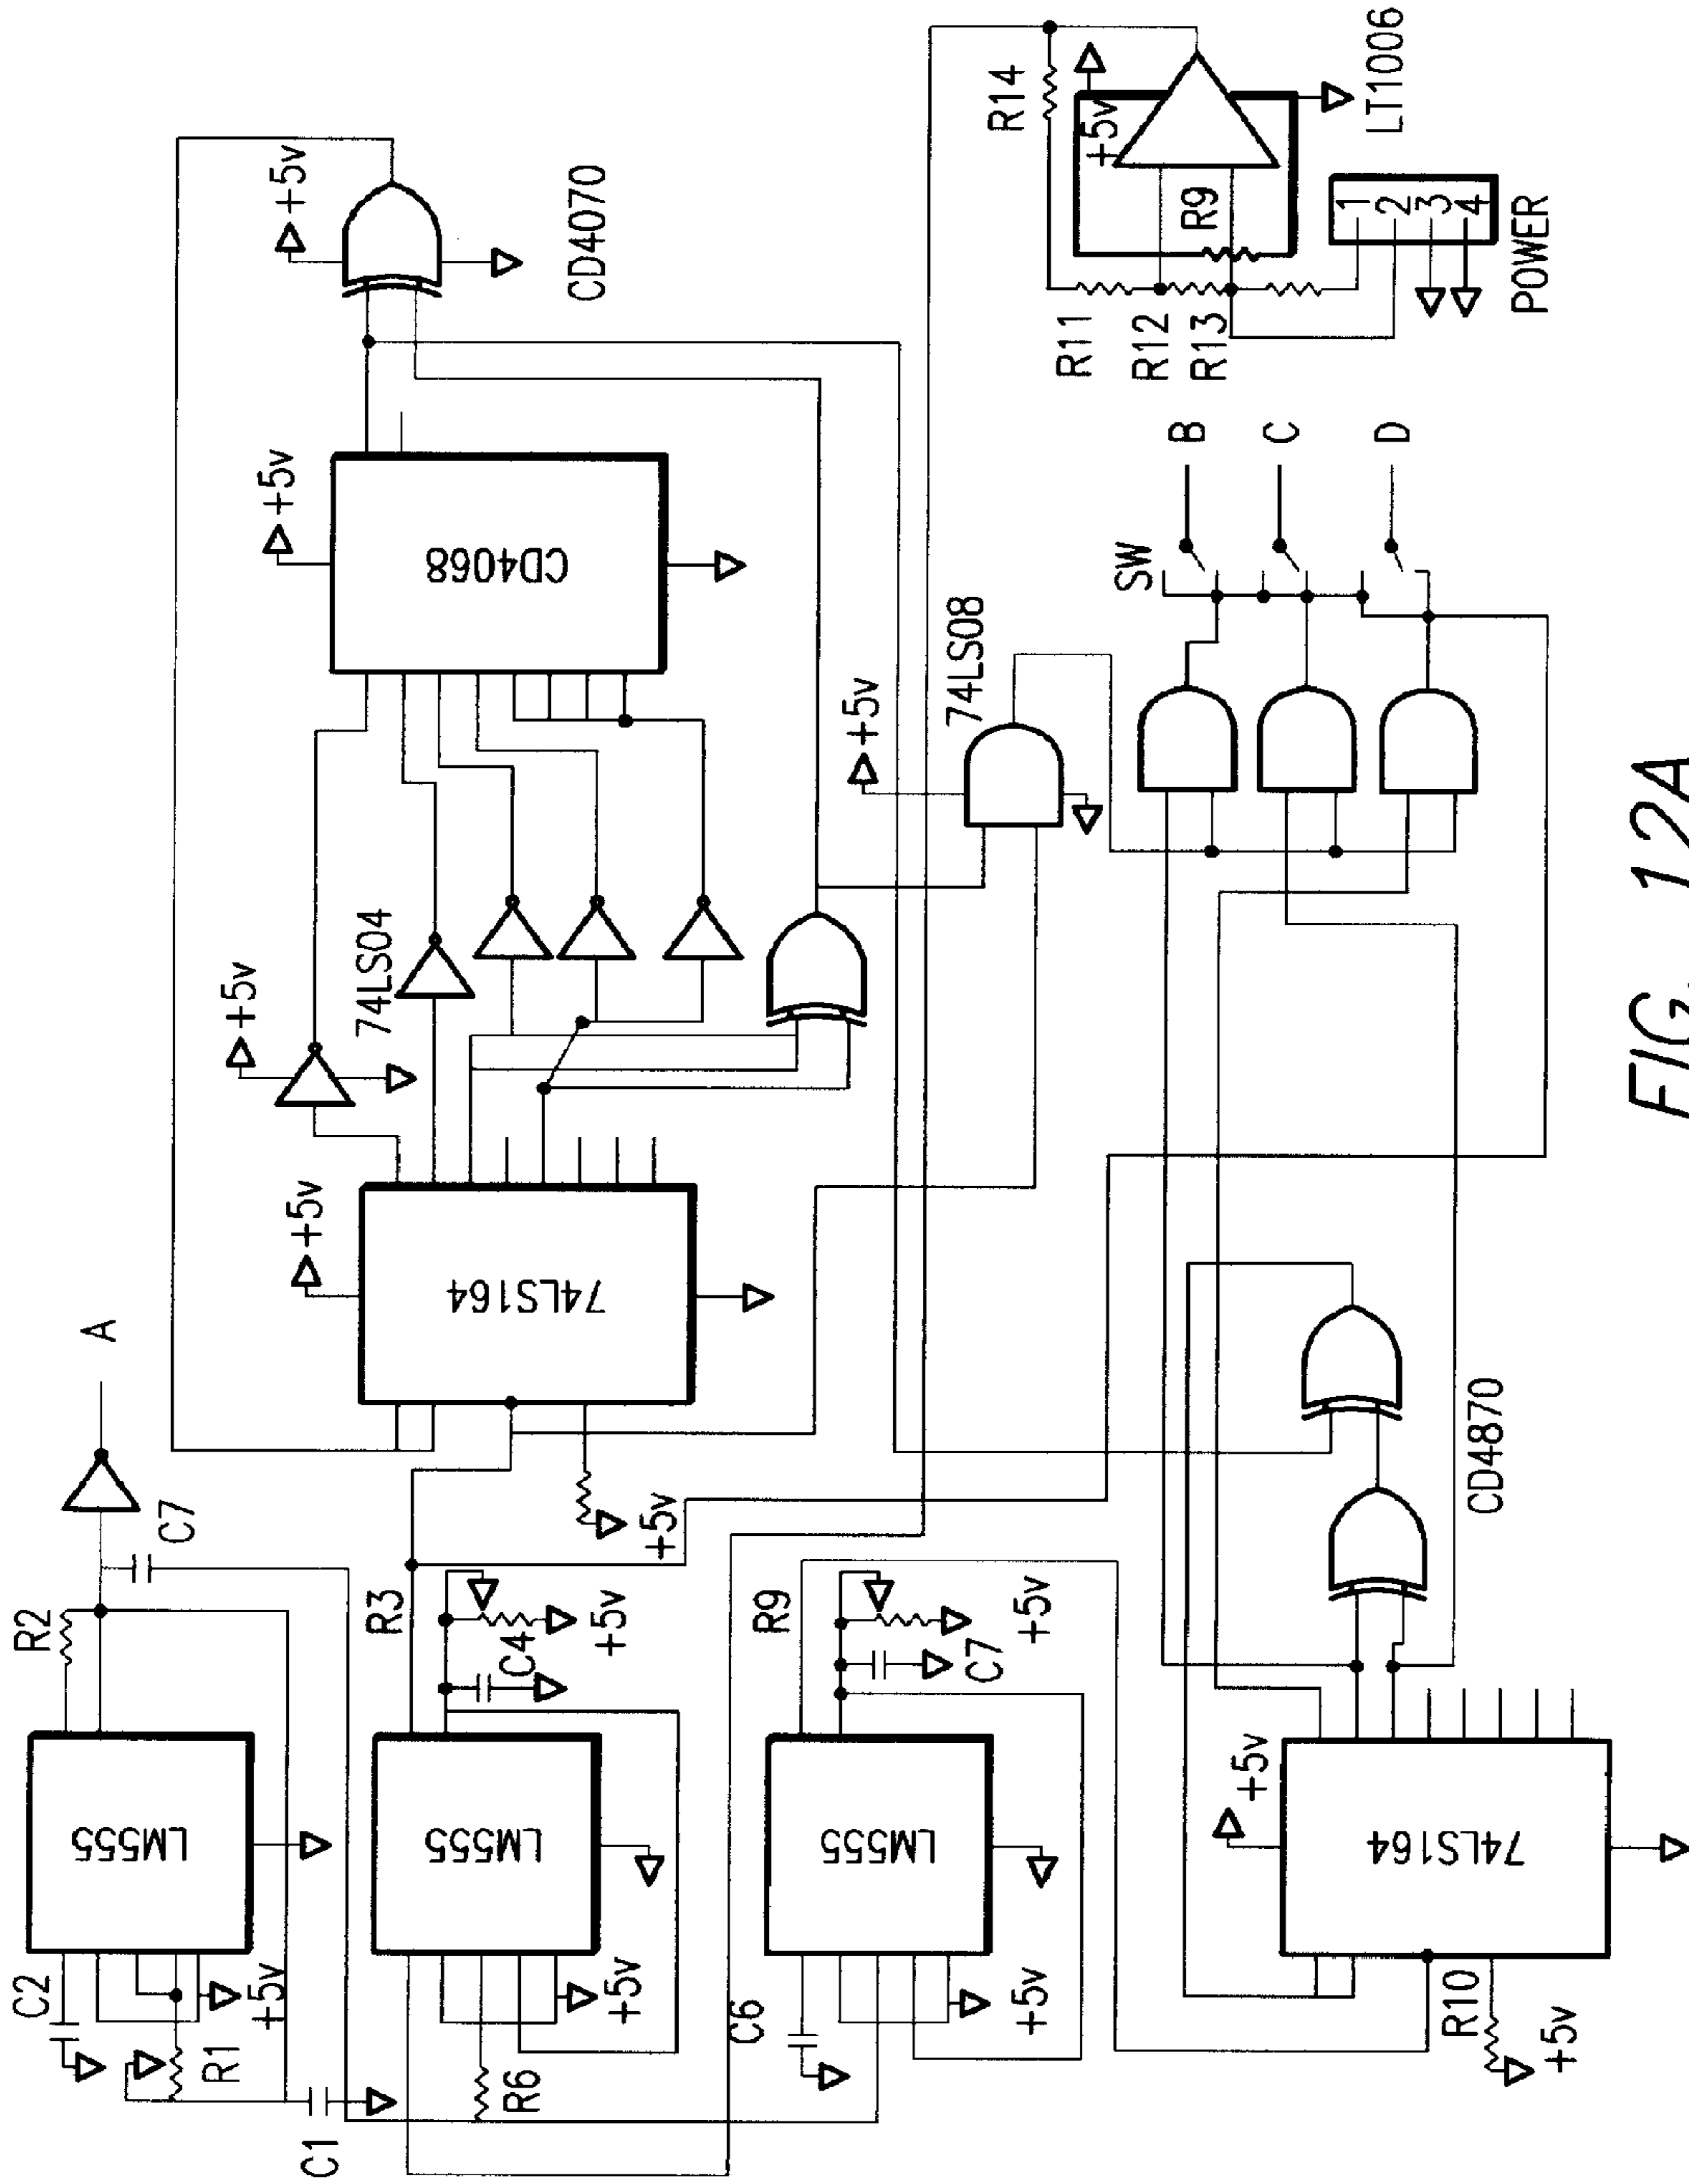 A
R2
C7
C2
LM555
+5v
R1
C1
R3
LM555
C4
+5v
+5v
R6
R9
LM555
C7
+5v
C6
+5v
+5v
74LS164
+5v
+5v
74LS04
+5v
CD4068
+5v
CD4070
+5v
74LS08
R14
+5v
R9
LT1006
R11
R12
R13
1
2
3
4
POWER
SW
B
C
D
+5v
74LS164
R10
+5v
CD4870
FIG. 12A